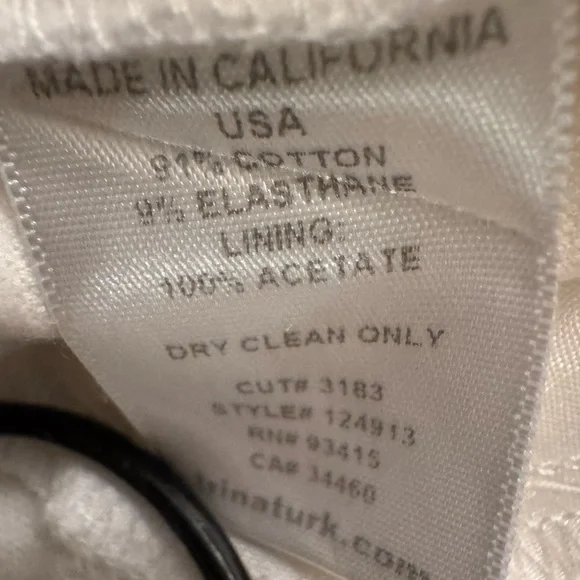 MADE IN CALIFORNIA
USA
91% COTTON
9% ELASTHANE
LINING:
100% ACETATE
DRY CLEAN ONLY
CUT# 3183
STYLE# 124913
RN# 93415
CA# 34460
rinaturk.com